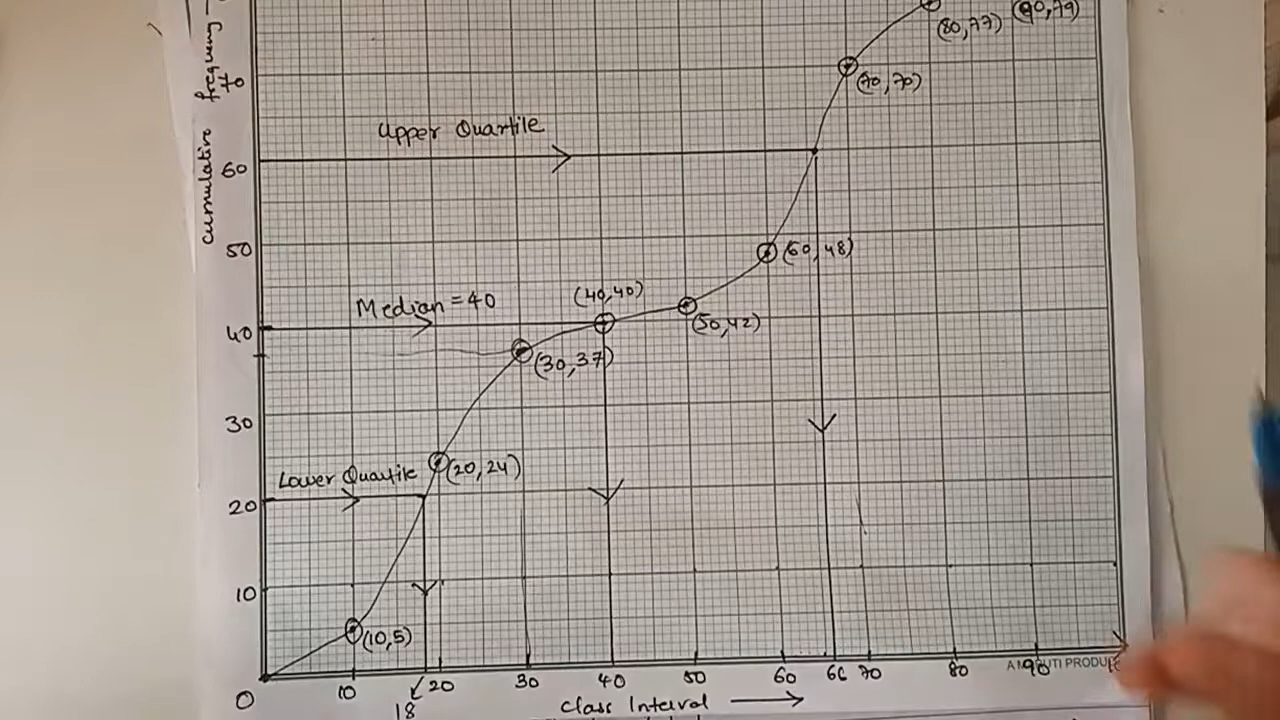 cumulative frequency
(80,77) (90,79)
70
(70,70)
Upper Quartile
60
50
(60,48)
(40,40)
Median = 40
40
(50,42)
(30,37)
30
Lower Quartile
(20,24)
20
10
(10,5)
0 10 20 30 40 50 60 66 70 80 90
18
Class Interval